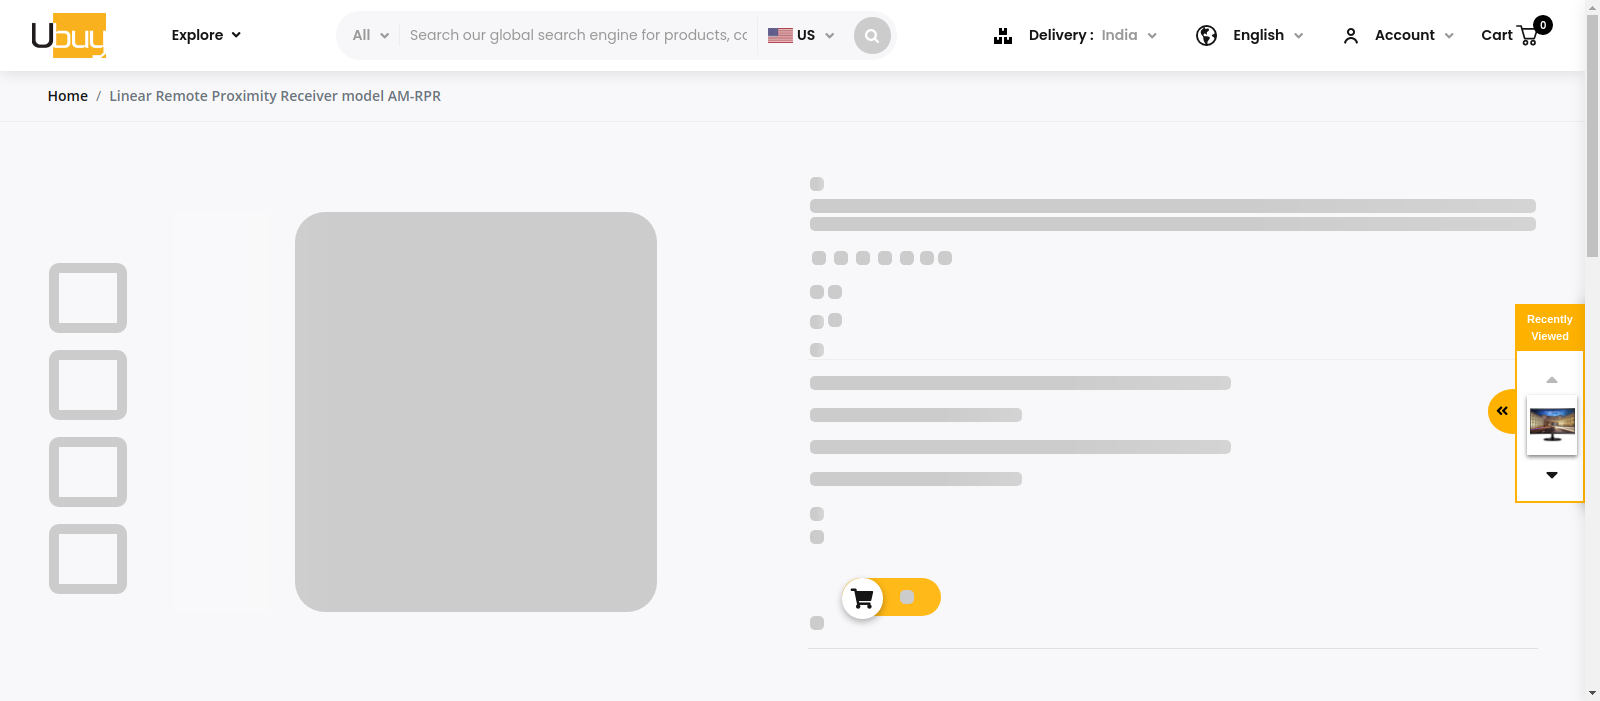 Ubuy
Explore
All
Search our global search engine for products, cc
US
Delivery : India
English
Account
Cart
0
Home / Linear Remote Proximity Receiver model AM-RPR
Recently
Viewed